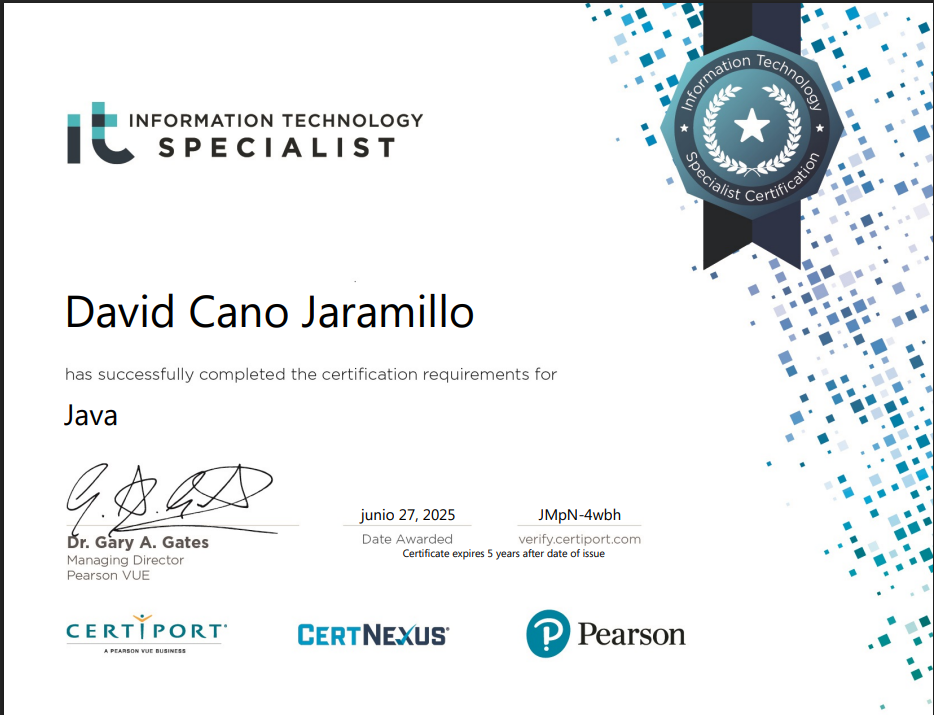 it INFORMATION TECHNOLOGY
SPECIALIST
Information Technology
Specialist Certification
David Cano Jaramillo
has successfully completed the certification requirements for
Java
junio 27, 2025
JMpN-4wbh
Dr. Gary A. Gates
Date Awarded
verify.certiport.com
Certificate expires 5 years after date of issue
Managing Director
Pearson VUE
CERTIPORT®
A PEARSON VUE BUSINESS
CERTNEXUS®
P Pearson